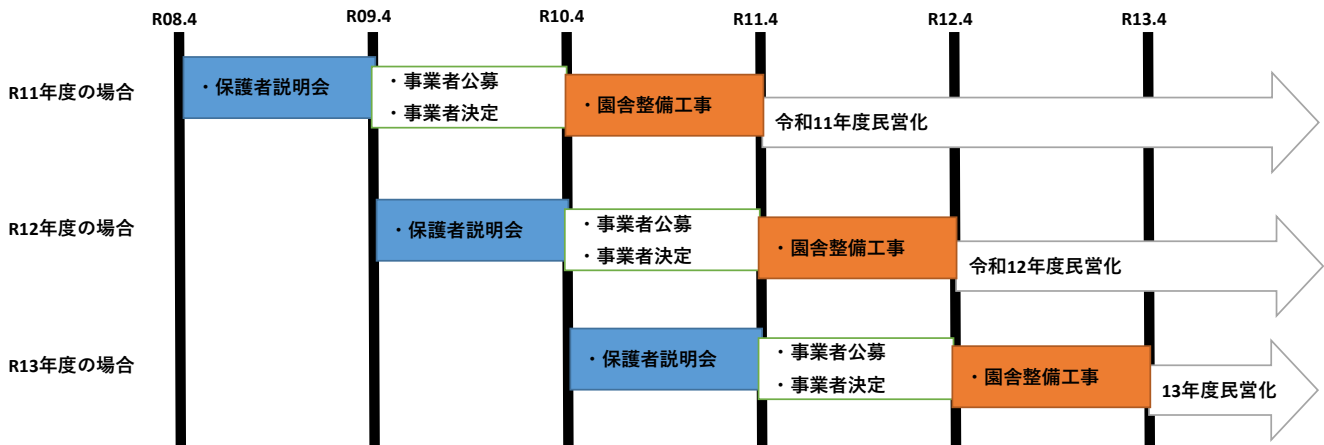 R08.4 R09.4 R10.4 R11.4 R12.4 R13.4
R11年度の場合
・保護者説明会
・事業者公募
・事業者決定
・園舎整備工事
令和11年度民営化
R12年度の場合
・保護者説明会
・事業者公募
・事業者決定
・園舎整備工事
令和12年度民営化
R13年度の場合
・保護者説明会
・事業者公募
・事業者決定
・園舎整備工事
13年度民営化